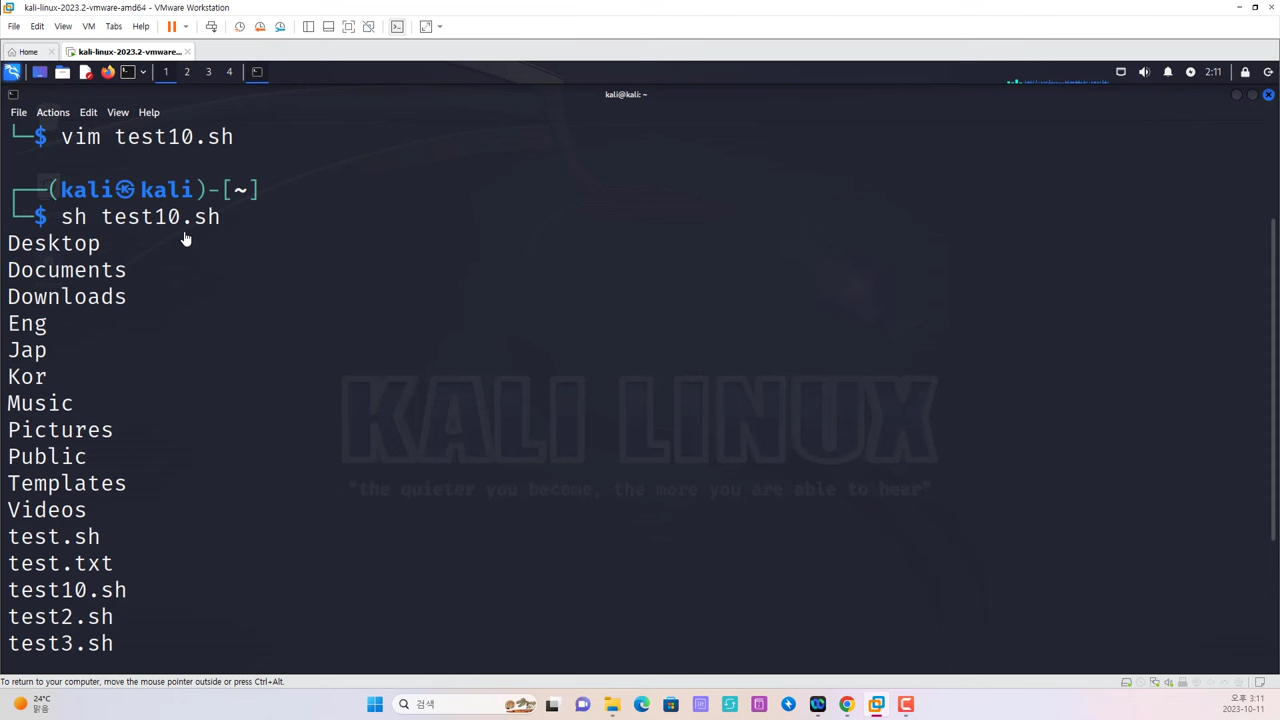 kali-linux-2023.2-vmware-amd64 - VMware Workstation
File Edit View VM Tabs Help
Home kali-linux-2023.2-vmware...
1 2 3 4 2:11
kali@kali: ~
File Actions Edit View Help
└─$ vim test10.sh
┌──(kali㉿kali)-[~]
└─$ sh test10.sh
Desktop
Documents
Downloads
Eng
Jap
Kor
Music
Pictures
Public
Templates
Videos
test.sh
test.txt
test10.sh
test2.sh
test3.sh
KALI LINUX
"the quieter you become, the more you are able to hear"
To return to your computer, move the mouse pointer outside or press Ctrl+Alt.
24°C
맑음
검색
오후 3:11
2023-10-11